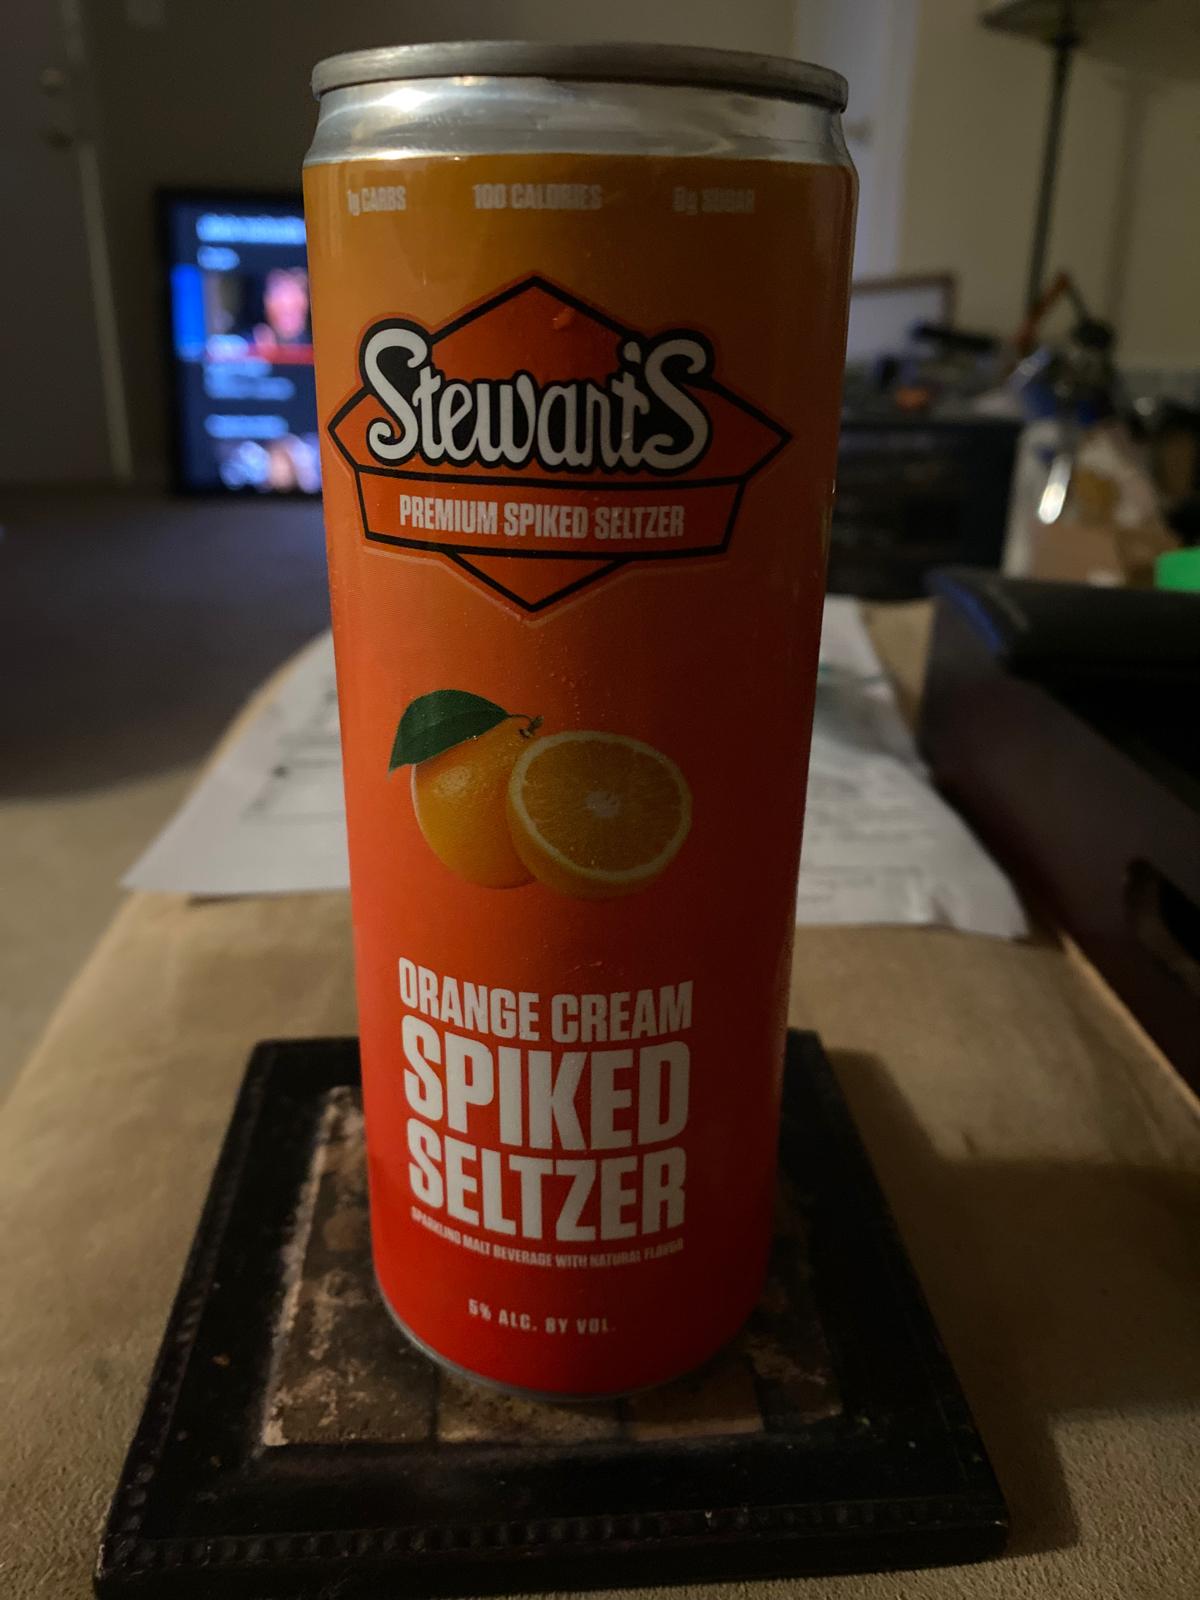 1g CARBS 100 CALORIES 0g SUGAR
Stewart's
PREMIUM SPIKED SELTZER
ORANGE CREAM
SPIKED
SELTZER
SPARKLING MALT BEVERAGE WITH NATURAL FLAVOR
5% ALC. BY VOL.